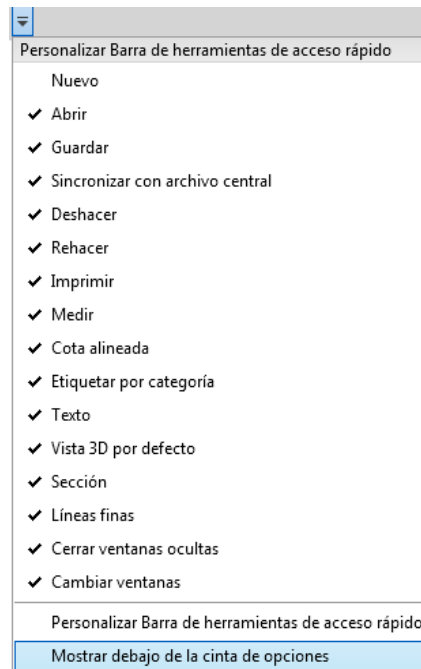 Personalizar Barra de herramientas de acceso rápido
Nuevo
Abrir
Guardar
Sincronizar con archivo central
Deshacer
Rehacer
Imprimir
Medir
Cota alineada
Etiquetar por categoría
Texto
Vista 3D por defecto
Sección
Líneas finas
Cerrar ventanas ocultas
Cambiar ventanas
Personalizar Barra de herramientas de acceso rápido
Mostrar debajo de la cinta de opciones